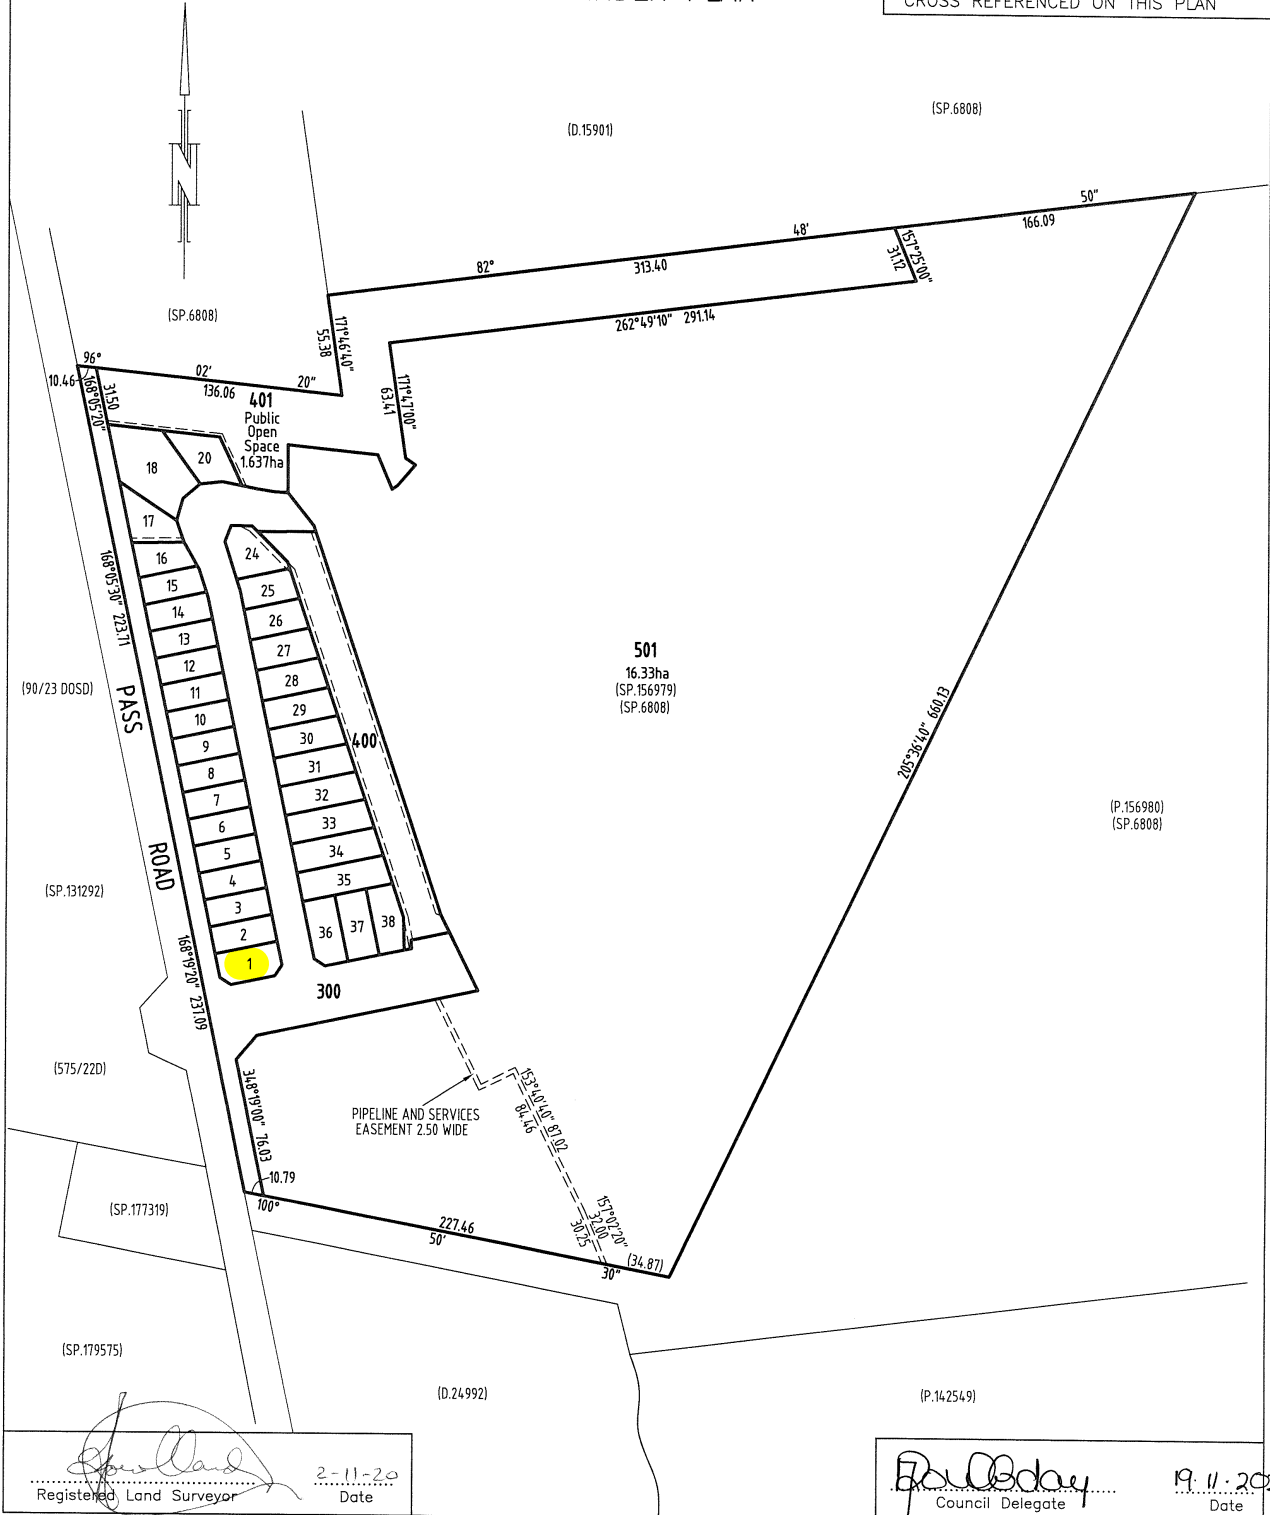 CROSS REFERENCED ON THIS PLAN
(SP.6808)
(D.15901)
50"
166.09
48'
157°25'00"
31.12
82°
313.40
262°49'10" 291.14
N
(SP.6808)
171°46'40"
55.38
96°
02'
20"
136.06
10.46
168°05'20"
31.50
171°47'00"
63.41
401
Public
Open
Space
1.637ha
18
20
17
16
15
14
13
12
11
10
9
8
7
6
5
4
3
2
1
24
25
26
27
28
29
30
31
32
33
34
35
36
37
38
400
300
168°05'30" 223.71
PASS
ROAD
168°19'20" 237.09
(90/23 DOSD)
(SP.131292)
(575/22D)
501
16.33ha
(SP.156979)
(SP.6808)
205°36'40" 660.13
(P.156980)
(SP.6808)
348°19'00" 76.03
PIPELINE AND SERVICES
EASEMENT 2.50 WIDE
153°40'40" 87.02
84.46
157°02'20"
32.00
30.25
(34.87)
10.79
100°
227.46
50'
30"
(SP.177319)
(SP.179575)
(D.24992)
(P.142549)
2-11-20
Registered Land Surveyor
Date
19.11.20
Council Delegate
Date